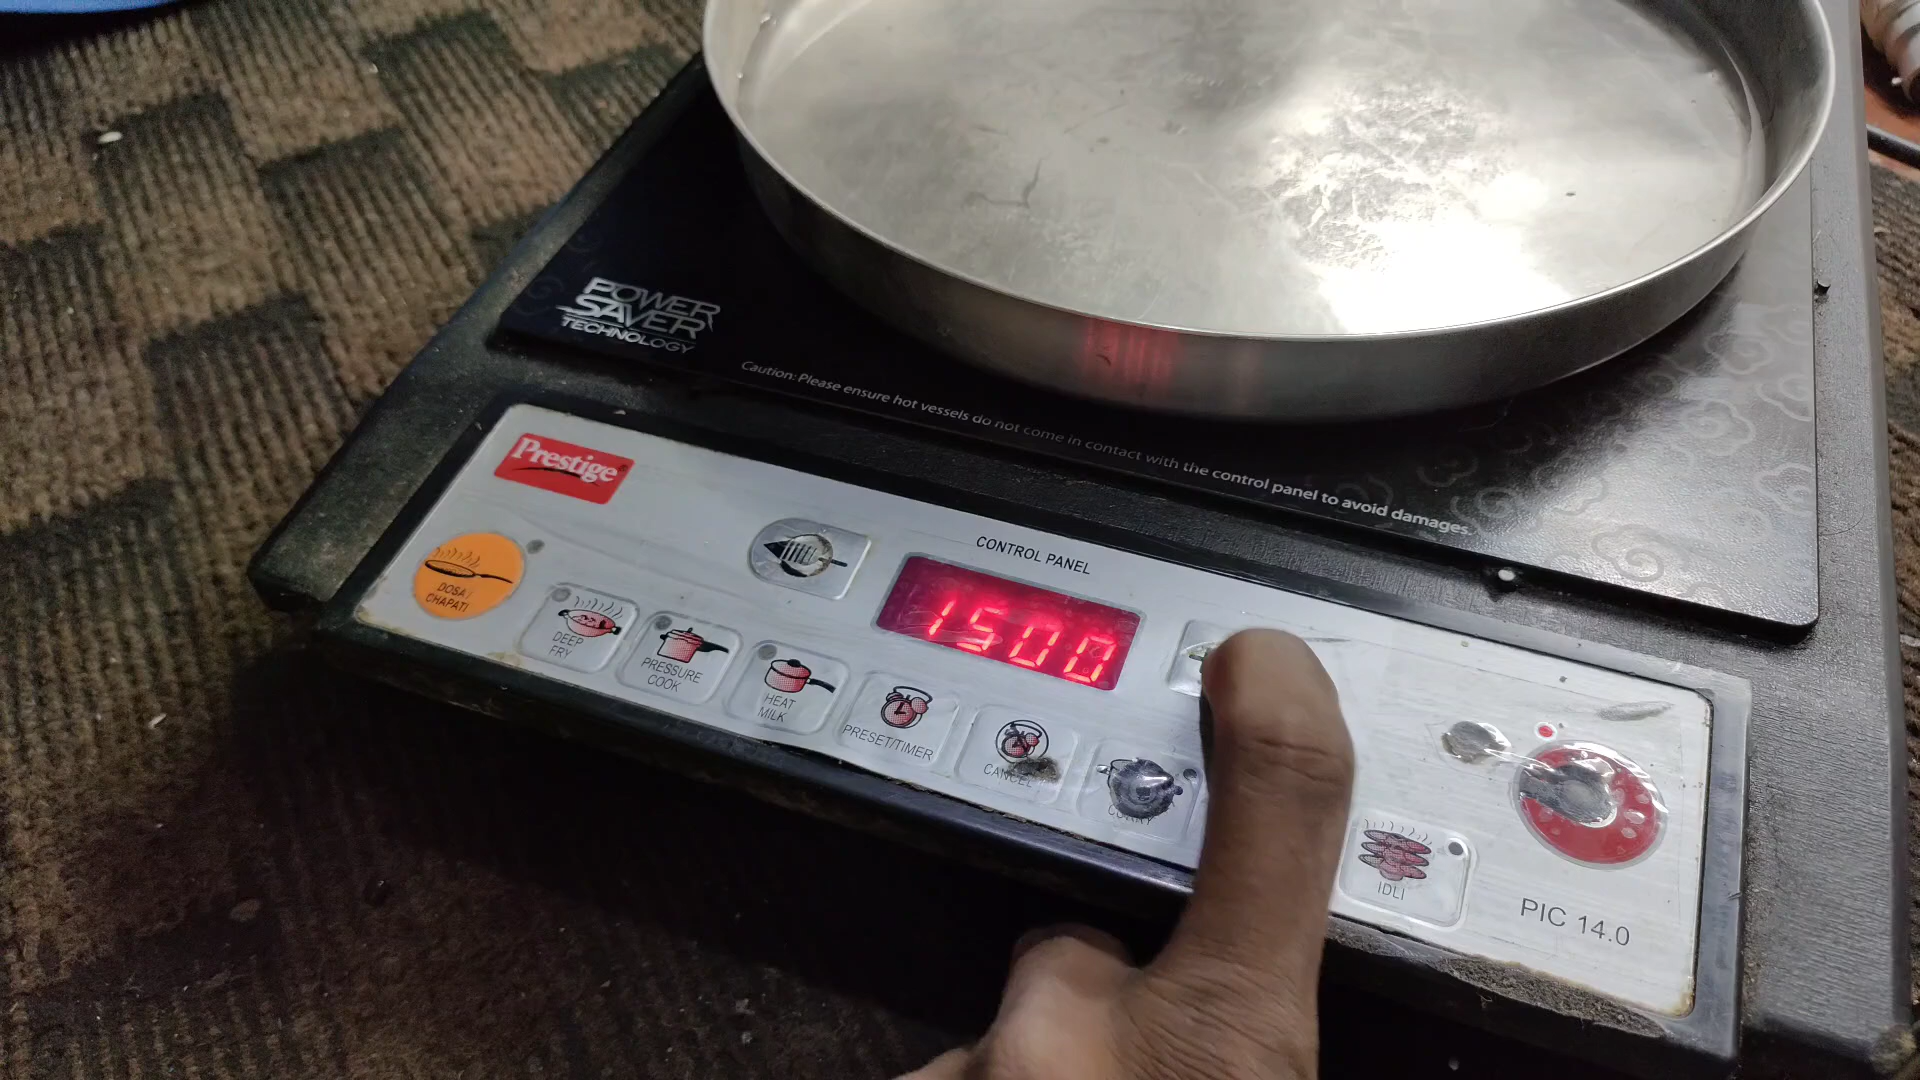 POWER
SAVER
TECHNOLOGY
Caution: Please ensure hot vessels do not come in contact with the control panel to avoid damages.
Prestige®
CONTROL PANEL
1500
DOSA/
CHAPATI
DEEP
FRY
PRESSURE
COOK
HEAT
MILK
PRESET/TIMER
CANCEL
CURRY
IDLI
PIC 14.0